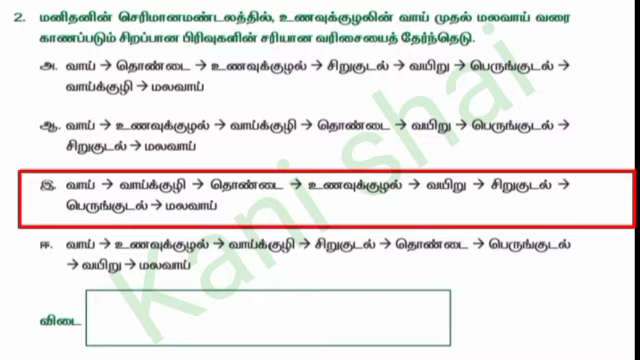 2. மனிதனின் செரிமானமண்டலத்தில், உணவுக்குழலின் வாய் முதல் மலவாய் வரை
காணப்படும் சிறப்பான பிரிவுகளின் சரியான வரிசையைத் தேர்ந்தெடு.
அ. வாய் → தொண்டை → உணவுக்குழல் → சிறுகுடல் → வயிறு → பெருங்குடல் →
வாய்க்குழி → மலவாய்
ஆ. வாய் → உணவுக்குழல் → வாய்க்குழி → தொண்டை → வயிறு → பெருங்குடல் →
சிறுகுடல் → மலவாய்
இ. வாய் → வாய்க்குழி → தொண்டை → உணவுக்குழல் → வயிறு → சிறுகுடல் →
பெருங்குடல் → மலவாய்
ஈ. வாய் → உணவுக்குழல் → வாய்க்குழி → சிறுகுடல் → தொண்டை → பெருங்குடல்
→ வயிறு → மலவாய்
விடை
Kani shai